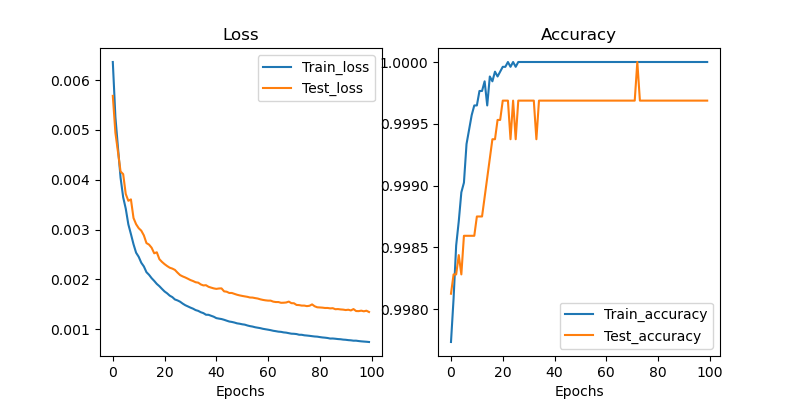 Loss
Accuracy
0.006
0.005
0.004
0.003
0.002
0.001
Train_loss
Test_loss
0 20 40 60 80 100
Epochs
1.0000
0.9995
0.9990
0.9985
0.9980
Train_accuracy
Test_accuracy
0 20 40 60 80 100
Epochs